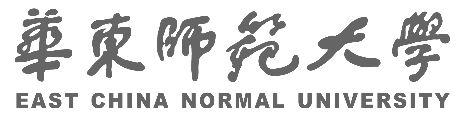 華東師範大學
EAST CHINA NORMAL UNIVERSITY